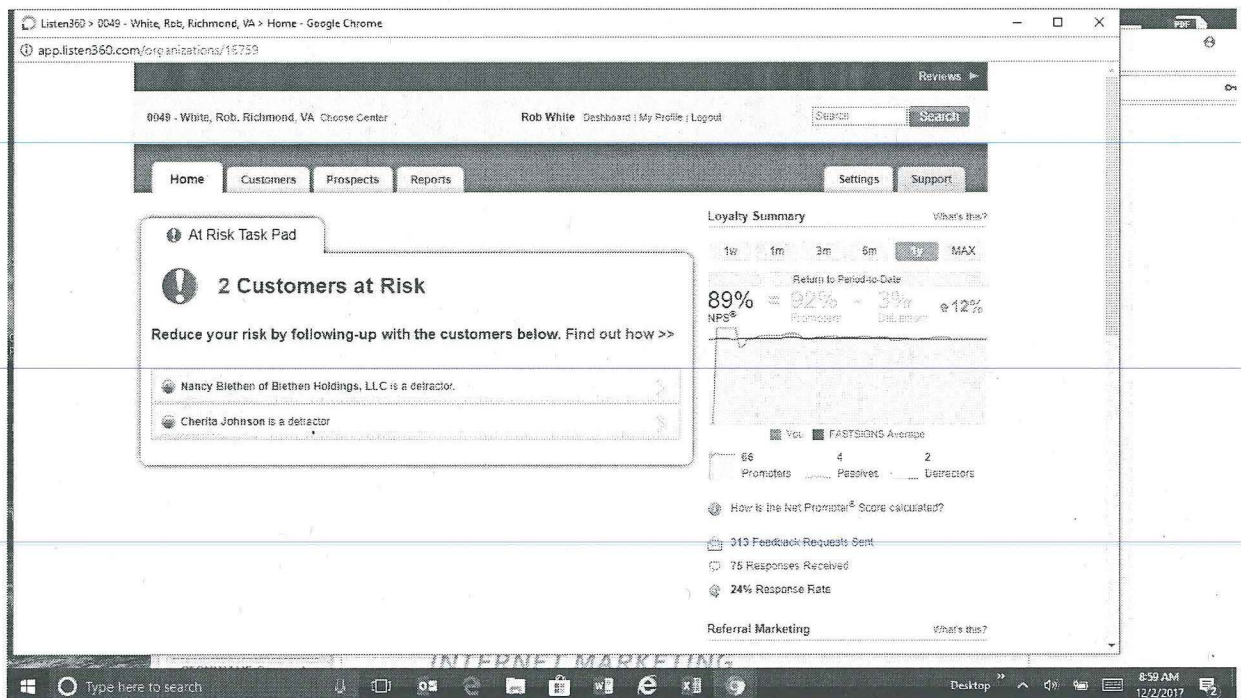 Listen360 > 0049 - White, Rob, Richmond, VA > Home - Google Chrome
PDF
app.listen360.com/organizations/16759
Reviews
0049 - White, Rob, Richmond, VA Choose Center
Rob White Dashboard | My Profile | Logout
Search
Search
Home
Customers
Prospects
Reports
Settings
Support
At Risk Task Pad
2 Customers at Risk
Reduce your risk by following-up with the customers below. Find out how >>
Nancy Blethen of Blethen Holdings, LLC is a detractor.
Cherita Johnson is a detractor
Loyalty Summary
What's this?
1w 1m 3m 6m 1y MAX
Return to Period-to-Date
89% = 92% - 3% 12%
NPS® Promoters Detractors
You FASTSIGNS Average
66 4 2
Promoters Passives Detractors
How is the Net Promoter® Score calculated?
313 Feedback Requests Sent
75 Responses Received
24% Response Rate
Referral Marketing
What's this?
INTERNET MARKETING
Type here to search
Desktop
8:59 AM
12/2/2017